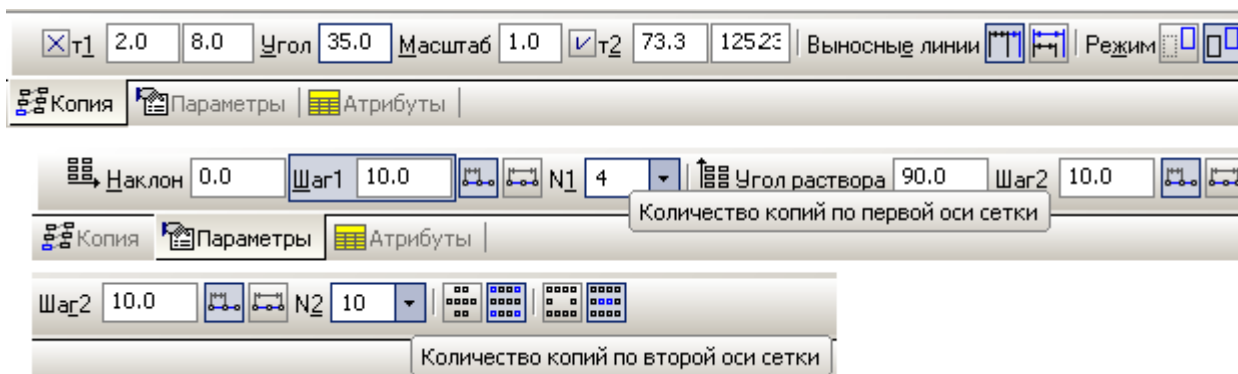 т1 2.0 8.0 Угол 35.0 Масштаб 1.0 т2 73.3 125.23 Выносные линии Режим
Копия Параметры Атрибуты
Наклон 0.0 Шаг1 10.0 N1 4 Угол раствора 90.0 Шаг2 10.0
Количество копий по первой оси сетки
Копия Параметры Атрибуты
Шаг2 10.0 N2 10
Количество копий по второй оси сетки